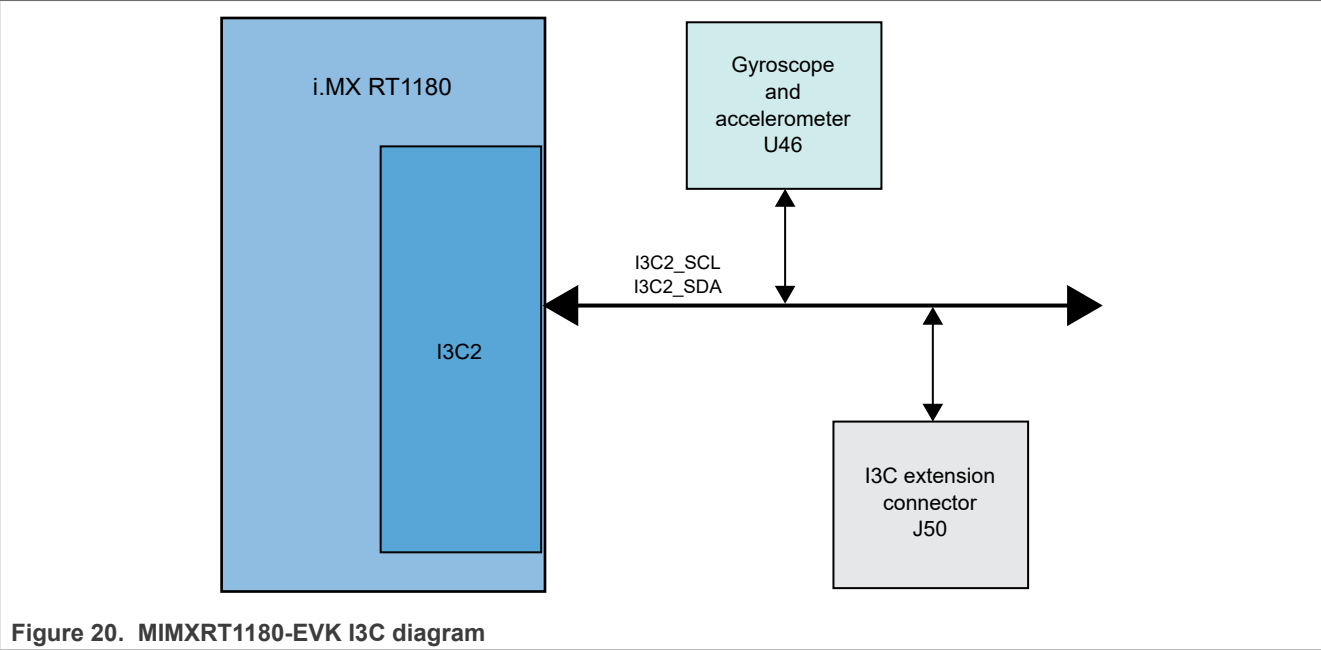 i.MX RT1180
Gyroscope
and
accelerometer
U46
I3C2_SCL
I3C2_SDA
I3C2
I3C extension
connector
J50
Figure 20. MIMXRT1180-EVK I3C diagram